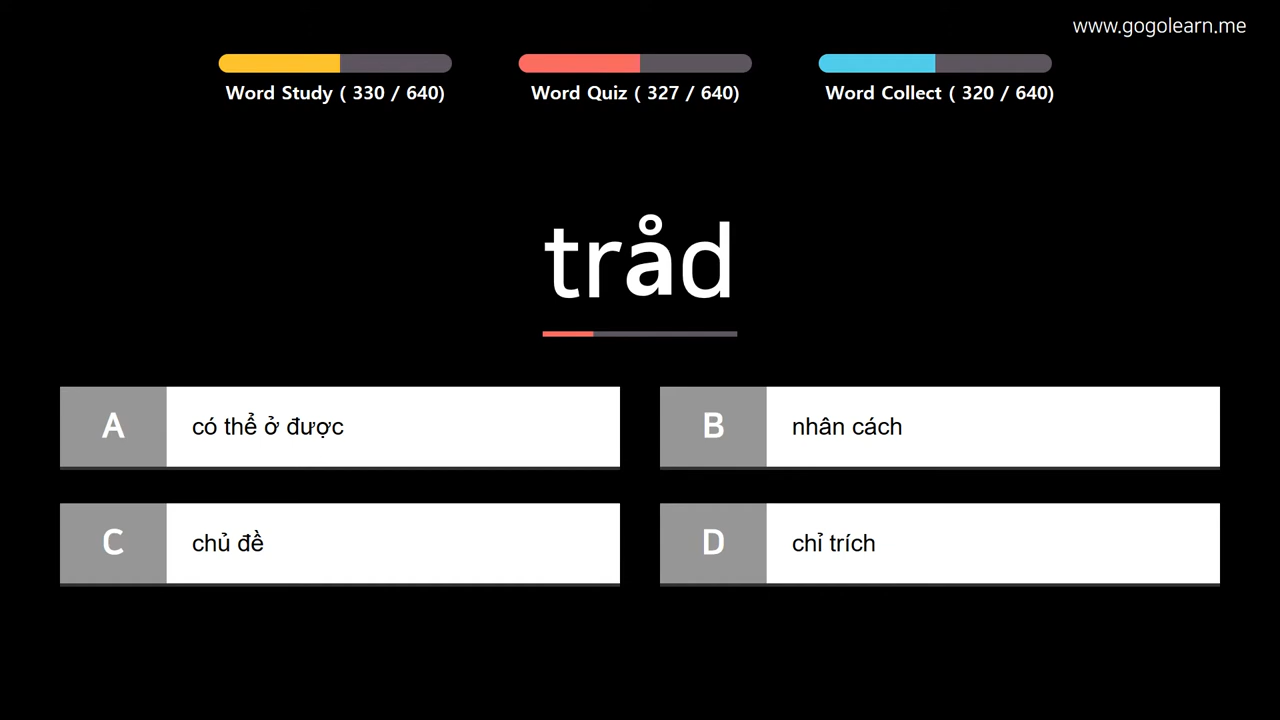 www.gogolearn.me
Word Study ( 330 / 640)
Word Quiz ( 327 / 640)
Word Collect ( 320 / 640)
tråd
A có thể ở được
B nhân cách
C chủ đề
D chỉ trích